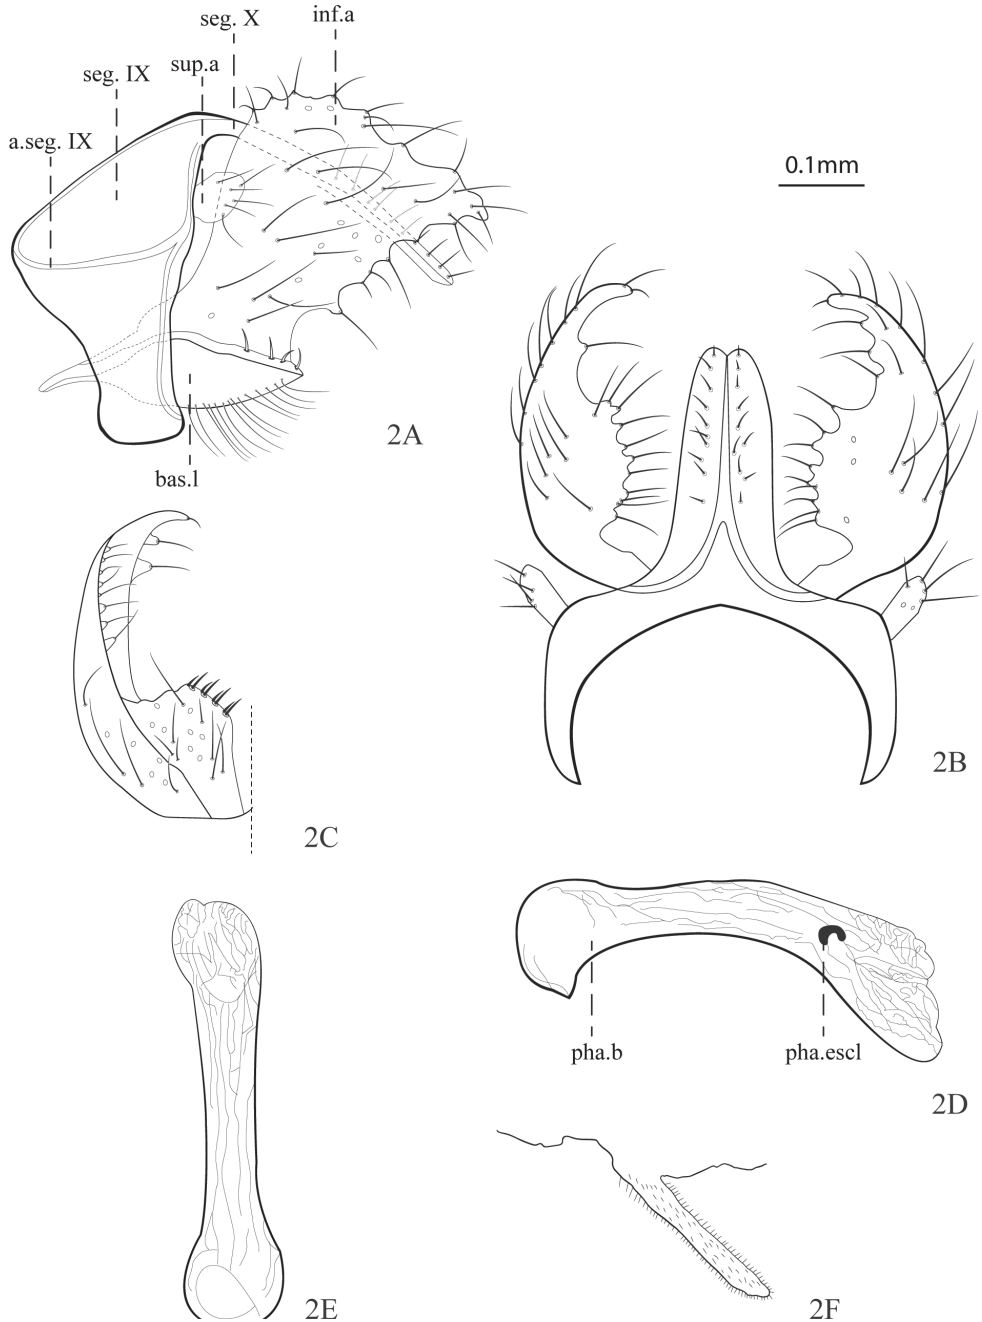 seg. X
inf.a
seg. IX
sup.a
a.seg. IX
0.1mm
2A
bas.l
2B
2C
pha.b
pha.escl
2D
2E
2F